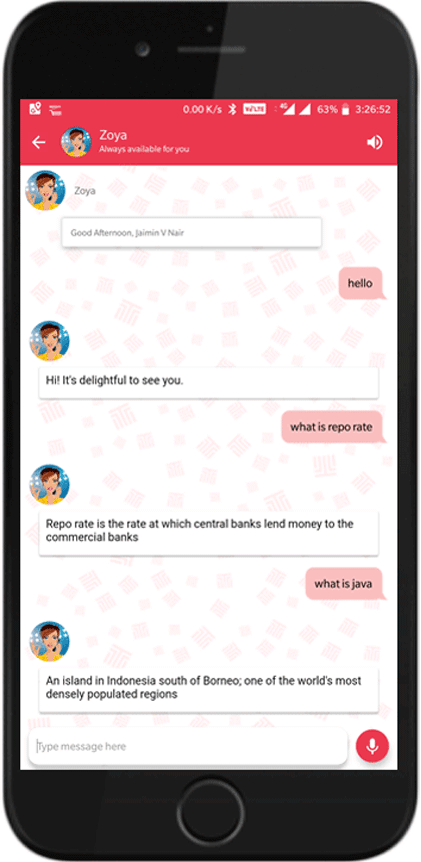 0.00 K/s VoLTE 4G 63% 3:26:52
Zoya
Always available for you
Zoya
Good Afternoon, Jaimin V Nair
hello
Hi! It's delightful to see you.
what is repo rate
Repo rate is the rate at which central banks lend money to the
commercial banks
what is java
An island in Indonesia south of Borneo; one of the world's most
densely populated regions
Type message here